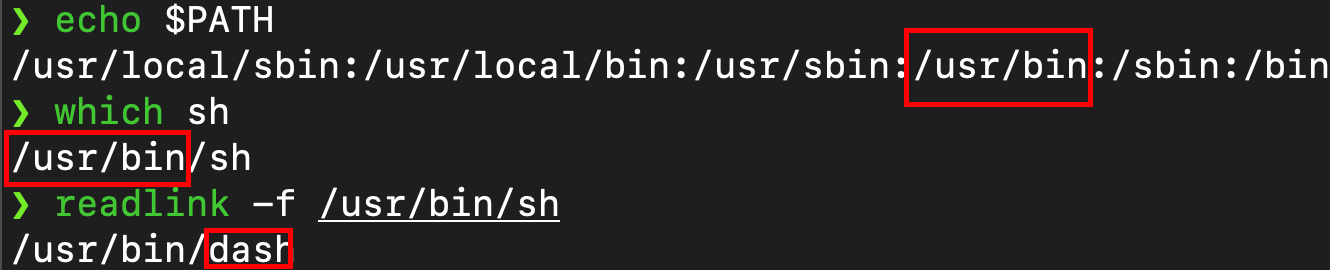 ❯ echo $PATH
/usr/local/sbin:/usr/local/bin:/usr/sbin:/usr/bin:/sbin:/bin
❯ which sh
/usr/bin/sh
❯ readlink -f /usr/bin/sh
/usr/bin/dash